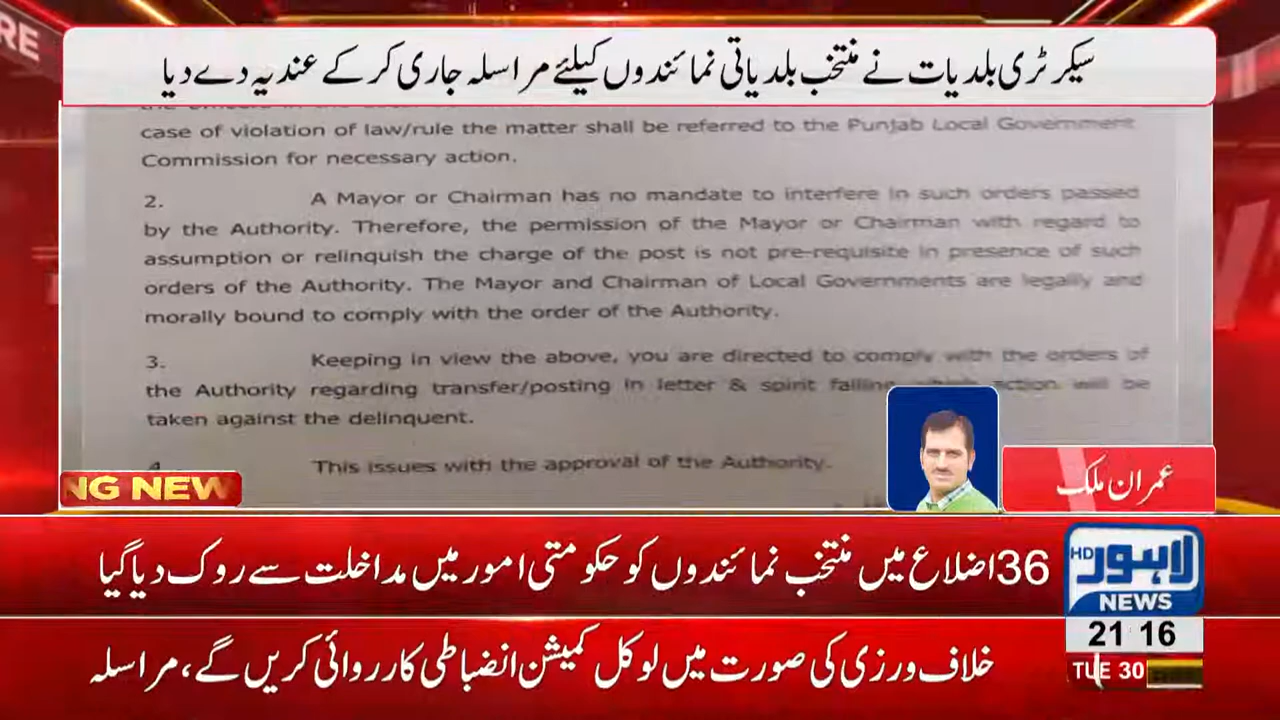 سیکرٹری بلدیات نے منتخب بلدیاتی نمائندوں کیلئے مراسلہ جاری کر کے عندیہ دے دیا
case of violation of law/rule the matter shall be referred to the Punjab Local Government
Commission for necessary action.
2. A Mayor or Chairman has no mandate to interfere in such orders passed
by the Authority. Therefore, the permission of the Mayor or Chairman with regard to
assumption or relinquish the charge of the post is not pre-requisite in presence of such
orders of the Authority. The Mayor and Chairman of Local Governments are legally and
morally bound to comply with the order of the Authority.
3. Keeping in view the above, you are directed to comply with the orders of
the Authority regarding transfer/posting in letter & spirit failing which action will be
taken against the delinquent.
4. This issues with the approval of the Authority.
عمران ملک
NG NEW
36 اضلاع میں منتخب نمائندوں کو حکومتی امور میں مداخلت سے روک دیا گیا
خلاف ورزی کی صورت میں لوکل کمیشن انضباطی کارروائی کریں گے، مراسلہ
HD لاہور
NEWS
21 16
TUE 30